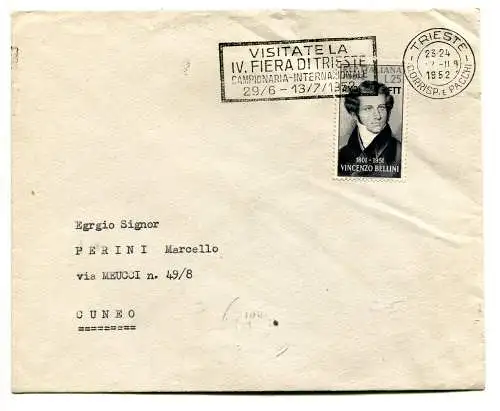 VISITATE LA
IV. FIERA DI TRIESTE
CAMPIONARIA-INTERNAZIONALE
29/6 - 13/7/1952
TRIESTE
23-24
1952
CORRISP. E PACCHI
ITALIANA
L.25
1801 - 1951
VINCENZO BELLINI
Egrgio Signor
PERINI Marcello
via MEUCCI n. 49/8
CUNEO